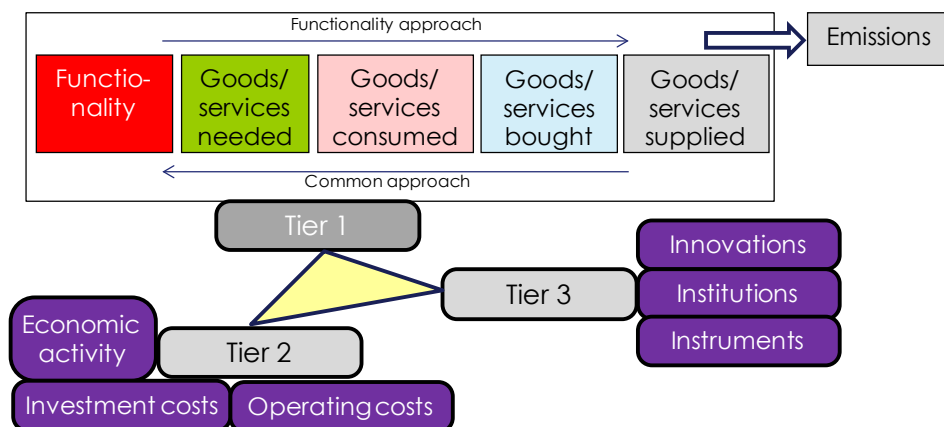 Functionality approach
Emissions
Functio-
nality
Goods/
services
needed
Goods/
services
consumed
Goods/
services
bought
Goods/
services
supplied
Common approach
Tier 1
Innovations
Tier 3
Institutions
Instruments
Economic
activity
Tier 2
Investment costs
Operating costs